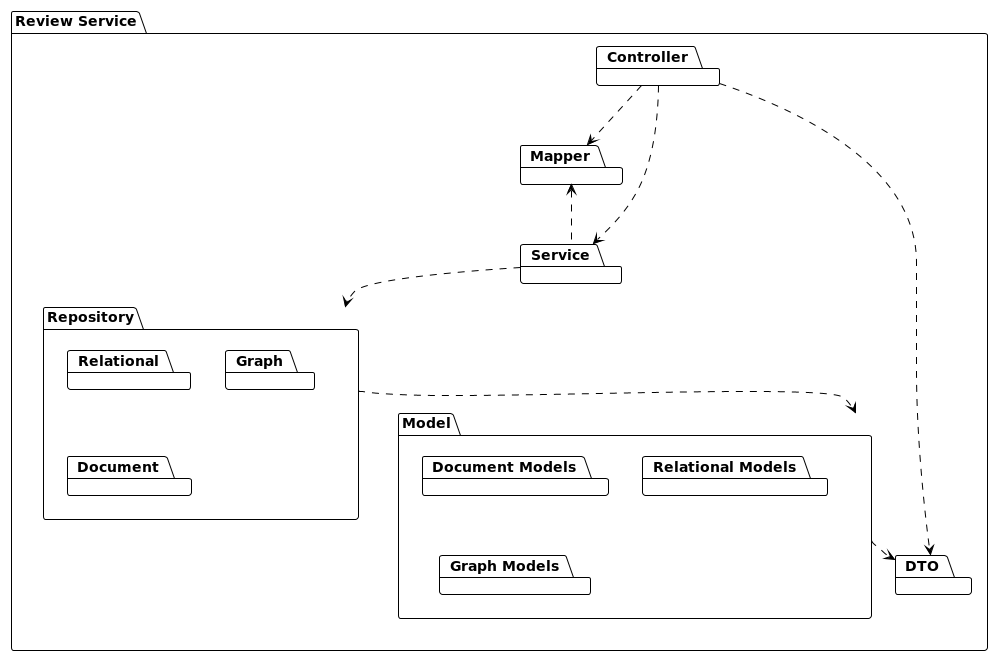 Review Service
Controller
Mapper
Service
Repository
Relational
Graph
Document
Model
Document Models
Relational Models
Graph Models
DTO